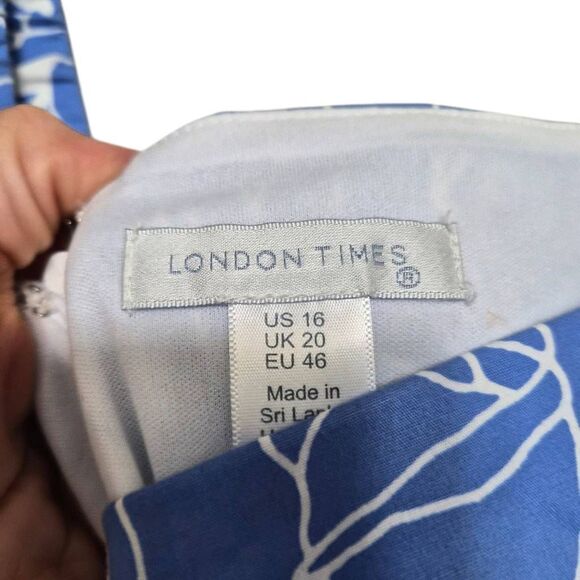 LONDON TIMES ®
US 16
UK 20
EU 46
Made in
Sri